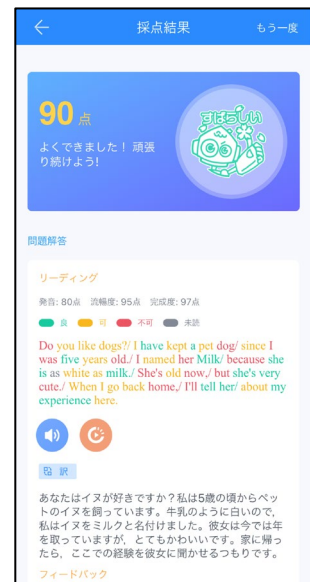 採点結果
もう一度
90点
よくできました！ 頑張
り続けよう!
すばらしい
問題解答
リーディング
発音: 80点 流暢度: 95点 完成度: 97点
良 可 不可 未読
Do you like dogs?/ I have kept a pet dog/ since I
was five years old./ I named her Milk/ because she
is as white as milk./ She's old now,/ but she's very
cute./ When I go back home,/ I'll tell her/ about my
experience here.
訳
あなたはイヌが好きですか？私は5歳の頃からペッ
トのイヌを飼っています。牛乳のように白いので，
私はイヌをミルクと名付けました。彼女は今では年
を取っていますが，とてもかわいいです。家に帰っ
たら，ここでの経験を彼女に聞かせるつもりです。
フィードバック